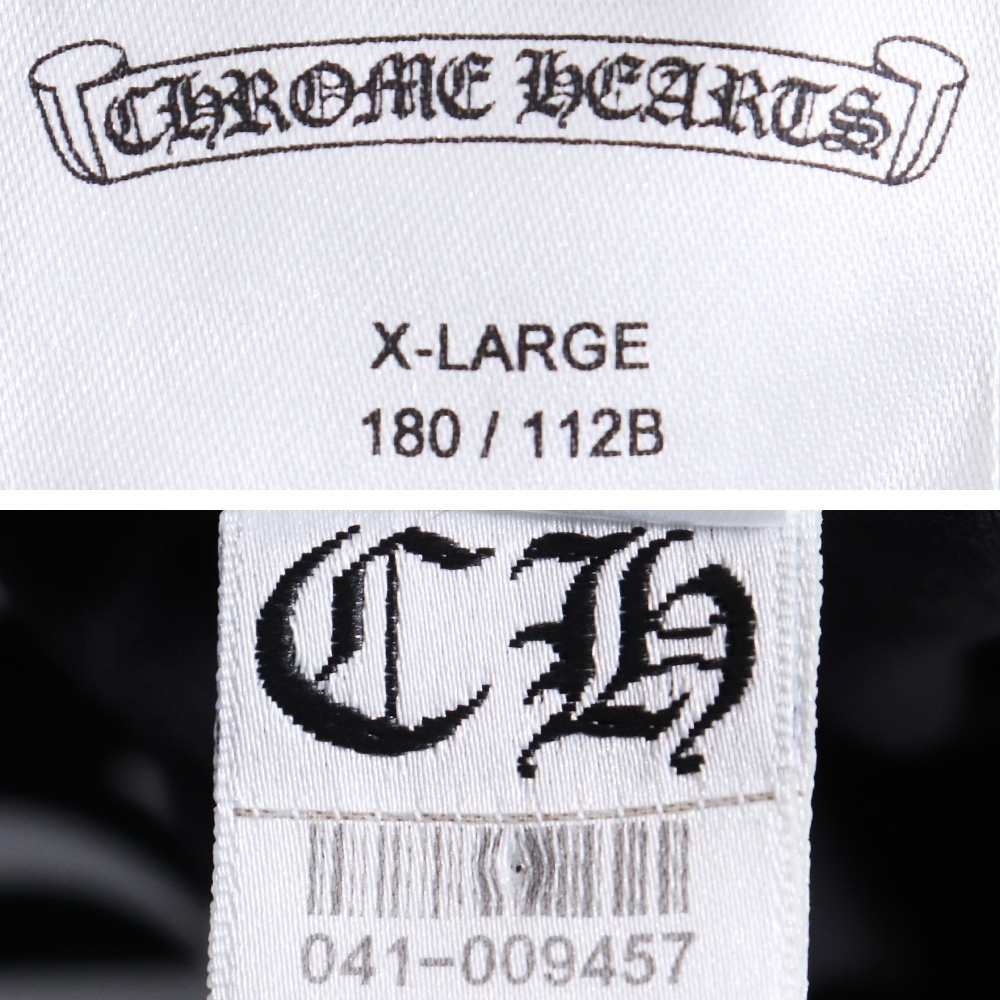 CHROME HEARTS
X-LARGE
180 / 112B
CH
041-009457